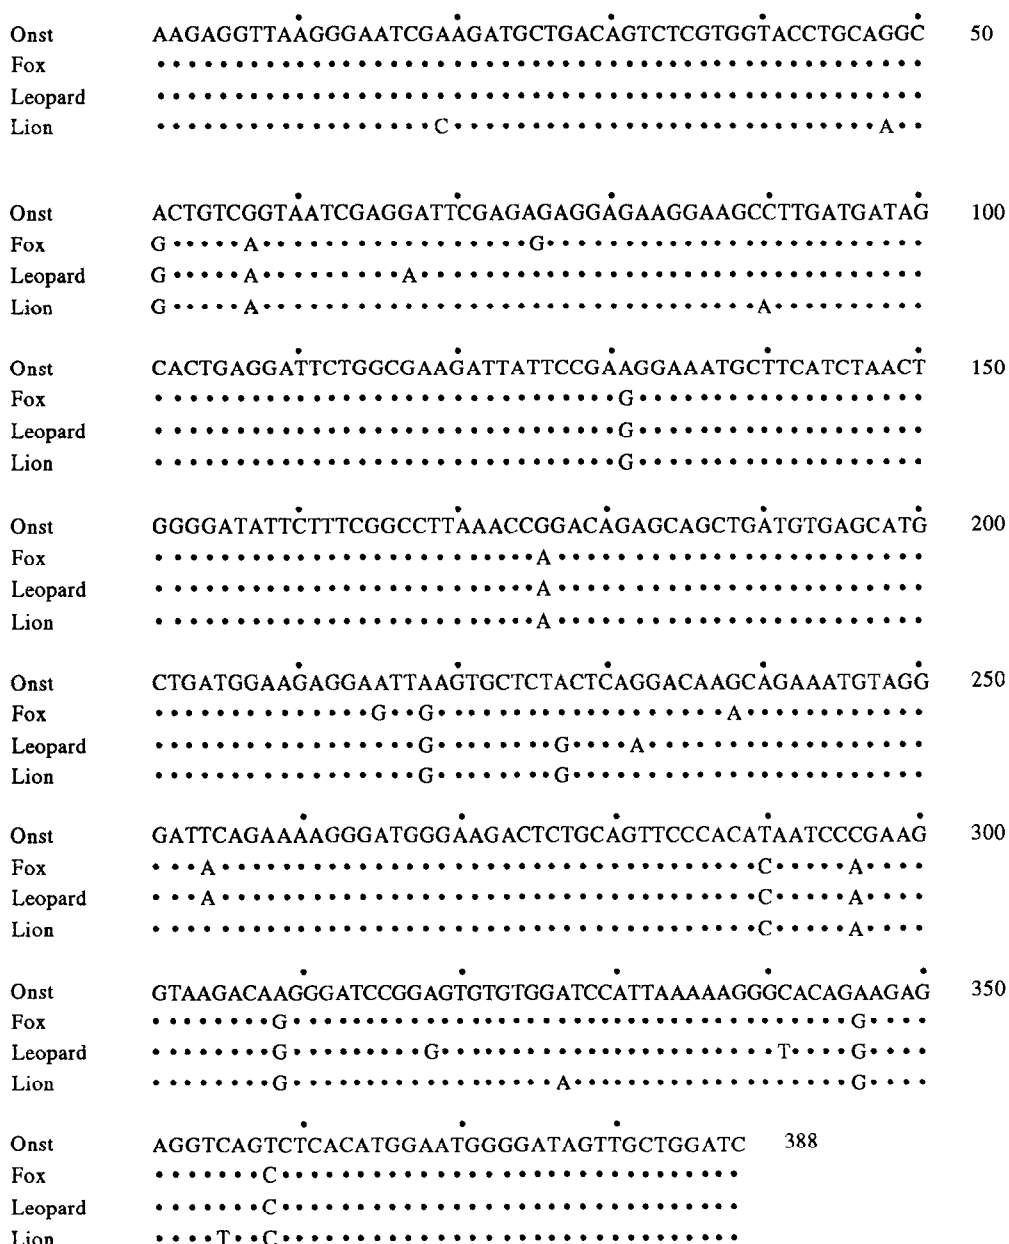 Onst AAGAGGTTAAGGGAATCGAAGATGCTGACAGTCTCGTGGTACCTGCAGGC 50
Fox ••••••••••••••••••••••••••••••••••••••••••••••••••
Leopard ••••••••••••••••••••••••••••••••••••••••••••••••••
Lion ••••••••••••••••••C••••••••••••••••••••••••••••A••
Onst ACTGTCGGTAATCGAGGATTCGAGAGAGGAGAAGGAAGCCTTGATGATAG 100
Fox G•••••A•••••••••••••••••G•••••••••••••••••••••••••
Leopard G•••••A•••••••••A•••••••••••••••••••••••••••••••••
Lion G•••••A••••••••••••••••••••••••••••••••A••••••••••
Onst CACTGAGGATTCTGGCGAAGATTATTCCGAAGGAAATGCTTCATCTAACT 150
Fox ••••••••••••••••••••••••••••••G•••••••••••••••••••
Leopard ••••••••••••••••••••••••••••••G•••••••••••••••••••
Lion ••••••••••••••••••••••••••••••G•••••••••••••••••••
Onst GGGGATATTCTTTCGGCCTTAAACCGGACAGAGCAGCTGATGTGAGCATG 200
Fox •••••••••••••••••••••••••A••••••••••••••••••••••••
Leopard •••••••••••••••••••••••••A••••••••••••••••••••••••
Lion •••••••••••••••••••••••••A••••••••••••••••••••••••
Onst CTGATGGAAGAGGAATTAAGTGCTCTACTCAGGACAAGCAGAAATGTAGG 250
Fox ••••••••••••••G••G•••••••••••••••••••A••••••••••••
Leopard •••••••••••••••••G••••••••G••••A••••••••••••••••••
Lion •••••••••••••••••G••••••••G•••••••••••••••••••••••
Onst GATTCAGAAAAGGGATGGGAAGACTCTGCAGTTCCCACATAATCCCGAAG 300
Fox •••A•••••••••••••••••••••••••••••••••••C•••••A••••
Leopard •••A•••••••••••••••••••••••••••••••••••C•••••A••••
Lion •••••••••••••••••••••••••••••••••••••••C•••••A••••
Onst GTAAGACAAGGGATCCGGAGTGTGTGGATCCATTAAAAAGGGCACAGAAGAG 350
Fox ••••••••G••••••••••••••••••••••••••••••••••••G••••
Leopard ••••••••G•••••••••G•••••••••••••••••••••T••••G••••
Lion ••••••••G•••••••••••••••••A••••••••••••••••••G••••
Onst AGGTCAGTCTCACATGGAATGGGGATAGTTGCTGGATC 388
Fox •••••••C••••••••••••••••••••••••••••••
Leopard •••••••C••••••••••••••••••••••••••••••
Lion ••••T••C••••••••••••••••••••••••••••••